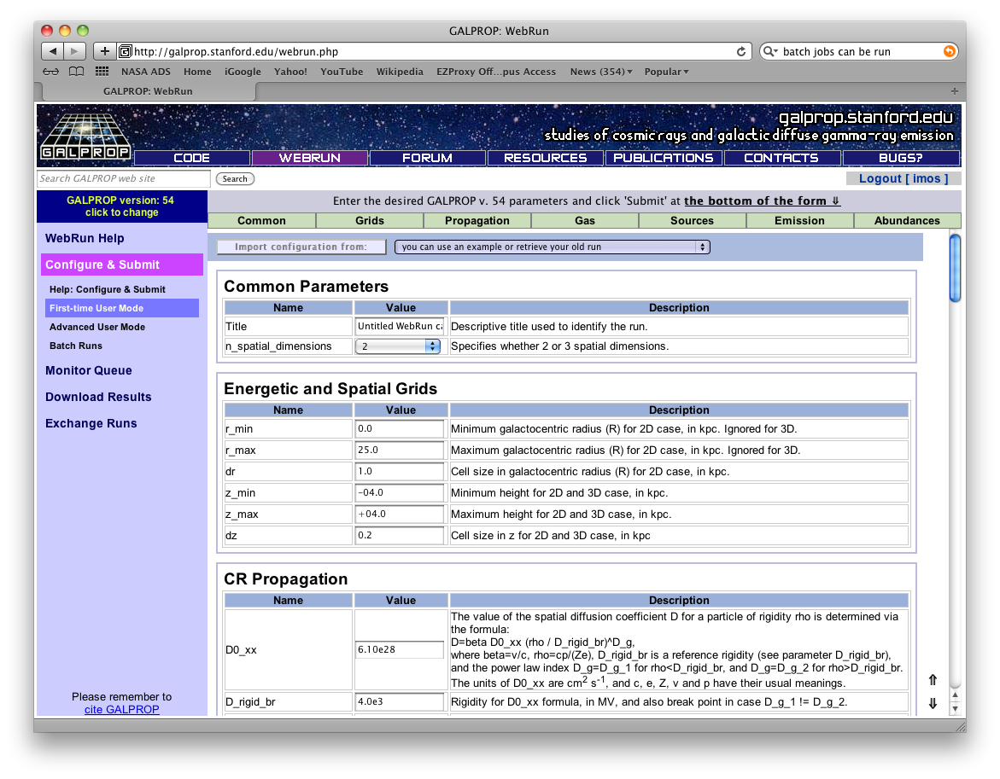 GALPROP: WebRun
http://galprop.stanford.edu/webrun.php
batch jobs can be run
NASA ADS Home iGoogle Yahoo! YouTube Wikipedia EZProxy Off...pus Access News (354) Popular
GALPROP: WebRun
galprop.stanford.edu
studies of cosmic rays and galactic diffuse gamma-ray emission
GALPROP
CODE WEBRUN FORUM RESOURCES PUBLICATIONS CONTACTS BUGS?
Search GALPROP web site Search Logout [ imos ]
GALPROP version: 54
click to change
Enter the desired GALPROP v. 54 parameters and click 'Submit' at the bottom of the form ⇓
Common Grids Propagation Gas Sources Emission Abundances
WebRun Help
Configure & Submit
Help: Configure & Submit
First-time User Mode
Advanced User Mode
Batch Runs
Monitor Queue
Download Results
Exchange Runs
Please remember to
cite GALPROP
Import configuration from: you can use an example or retrieve your old run
Common Parameters
Name Value Description
Title Untitled WebRun ca Descriptive title used to identify the run.
n_spatial_dimensions 2 Specifies whether 2 or 3 spatial dimensions.
Energetic and Spatial Grids
Name Value Description
r_min 0.0 Minimum galactocentric radius (R) for 2D case, in kpc. Ignored for 3D.
r_max 25.0 Maximum galactocentric radius (R) for 2D case, in kpc. Ignored for 3D.
dr 1.0 Cell size in galactocentric radius (R) for 2D case, in kpc.
z_min -04.0 Minimum height for 2D and 3D case, in kpc.
z_max +04.0 Maximum height for 2D and 3D case, in kpc.
dz 0.2 Cell size in z for 2D and 3D case, in kpc
CR Propagation
Name Value Description
D0_xx 6.10e28
The value of the spatial diffusion coefficient D for a particle of rigidity rho is determined via
the formula:
D=beta D0_xx (rho / D_rigid_br)^D_g,
where beta=v/c, rho=cp/(Ze), D_rigid_br is a reference rigidity (see parameter D_rigid_br),
and the power law index D_g=D_g_1 for rho<D_rigid_br, and D_g=D_g_2 for rho>D_rigid_br.
The units of D0_xx are cm² s⁻¹, and c, e, Z, v and p have their usual meanings.
D_rigid_br 4.0e3 Rigidity for D0_xx formula, in MV, and also break point in case D_g_1 != D_g_2.
⇑
⇓